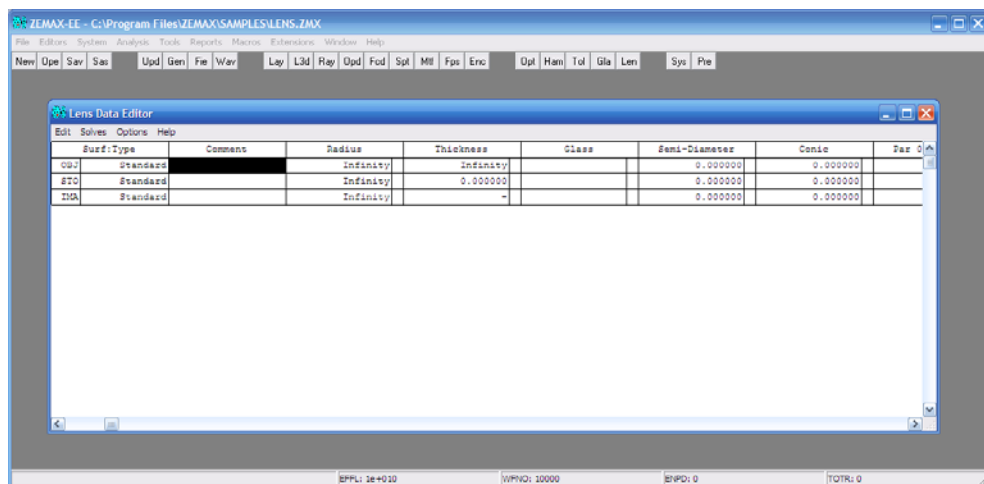 ZEMAX-EE - C:\Program Files\ZEMAX\SAMPLES\LENS.ZMX
File Editors System Analysis Tools Reports Macros Extensions Window Help
New Ope Sav Sas Upd Gen Fie Wav Lay L3d Ray Opd Fcd Spt Mtf Fps Enc Opt Ham Tol Gla Len Sys Pre
Lens Data Editor
Edit Solves Options Help
Surf:Type Comment Radius Thickness Glass Semi-Diameter Conic Par 0
OBJ Standard Infinity Infinity 0.000000 0.000000
STO Standard Infinity 0.000000 0.000000 0.000000
IMA Standard Infinity - 0.000000 0.000000
EFFL: 1e+010 WFNO: 10000 ENPD: 0 TOTR: 0